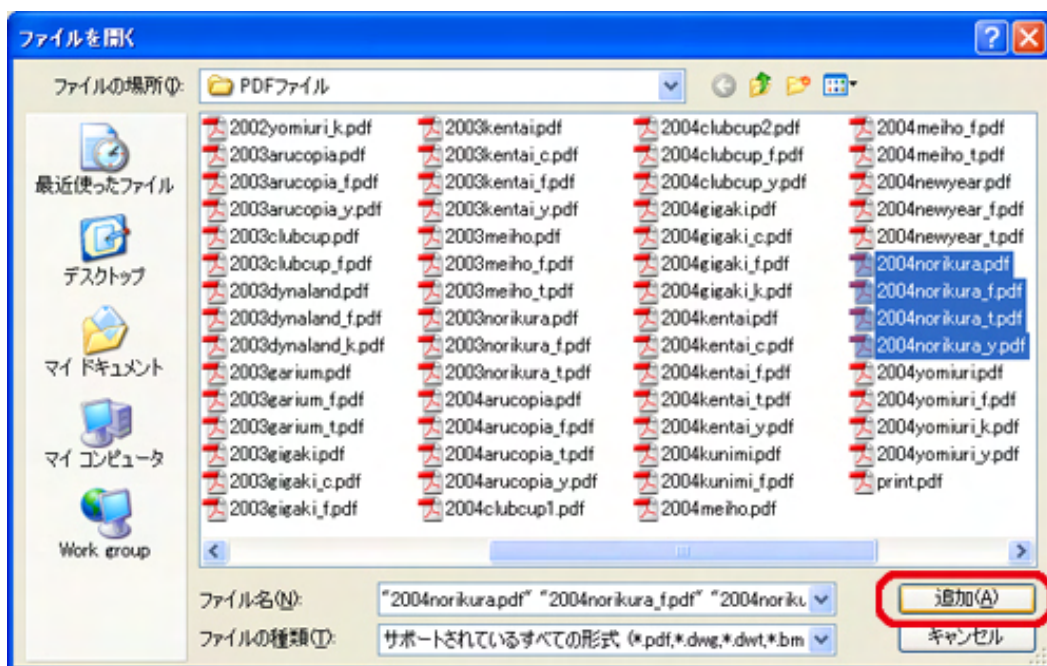 ファイルを開く
ファイルの場所(I):
PDFファイル
最近使ったファイル
デスクトップ
マイ ドキュメント
マイ コンピュータ
Work group
2002yomiuri_k.pdf
2003arucopia.pdf
2003arucopia_f.pdf
2003arucopia_y.pdf
2003clubcup.pdf
2003clubcup_f.pdf
2003dynaland.pdf
2003dynaland_f.pdf
2003dynaland_k.pdf
2003garium.pdf
2003garium_f.pdf
2003garium_t.pdf
2003gigaki.pdf
2003gigaki_c.pdf
2003gigaki_f.pdf
2003kentai.pdf
2003kentai_c.pdf
2003kentai_f.pdf
2003kentai_y.pdf
2003meiho.pdf
2003meiho_f.pdf
2003meiho_t.pdf
2003norikura.pdf
2003norikura_f.pdf
2003norikura_t.pdf
2004arucopia.pdf
2004arucopia_f.pdf
2004arucopia_t.pdf
2004arucopia_y.pdf
2004clubcup1.pdf
2004clubcup2.pdf
2004clubcup_f.pdf
2004clubcup_y.pdf
2004gigaki.pdf
2004gigaki_c.pdf
2004gigaki_f.pdf
2004gigaki_k.pdf
2004kentai.pdf
2004kentai_c.pdf
2004kentai_f.pdf
2004kentai_t.pdf
2004kentai_y.pdf
2004kunimi.pdf
2004kunimi_f.pdf
2004meiho.pdf
2004meiho_f.pdf
2004meiho_t.pdf
2004newyear.pdf
2004newyear_f.pdf
2004newyear_t.pdf
2004norikura.pdf
2004norikura_f.pdf
2004norikura_t.pdf
2004norikura_y.pdf
2004yomiuri.pdf
2004yomiuri_f.pdf
2004yomiuri_k.pdf
2004yomiuri_y.pdf
print.pdf
ファイル名(N):
"2004norikura.pdf" "2004norikura_f.pdf" "2004noriku
追加(A)
ファイルの種類(T):
サポートされているすべての形式 (*.pdf,*.dwg,*.dwt,*.bm
キャンセル